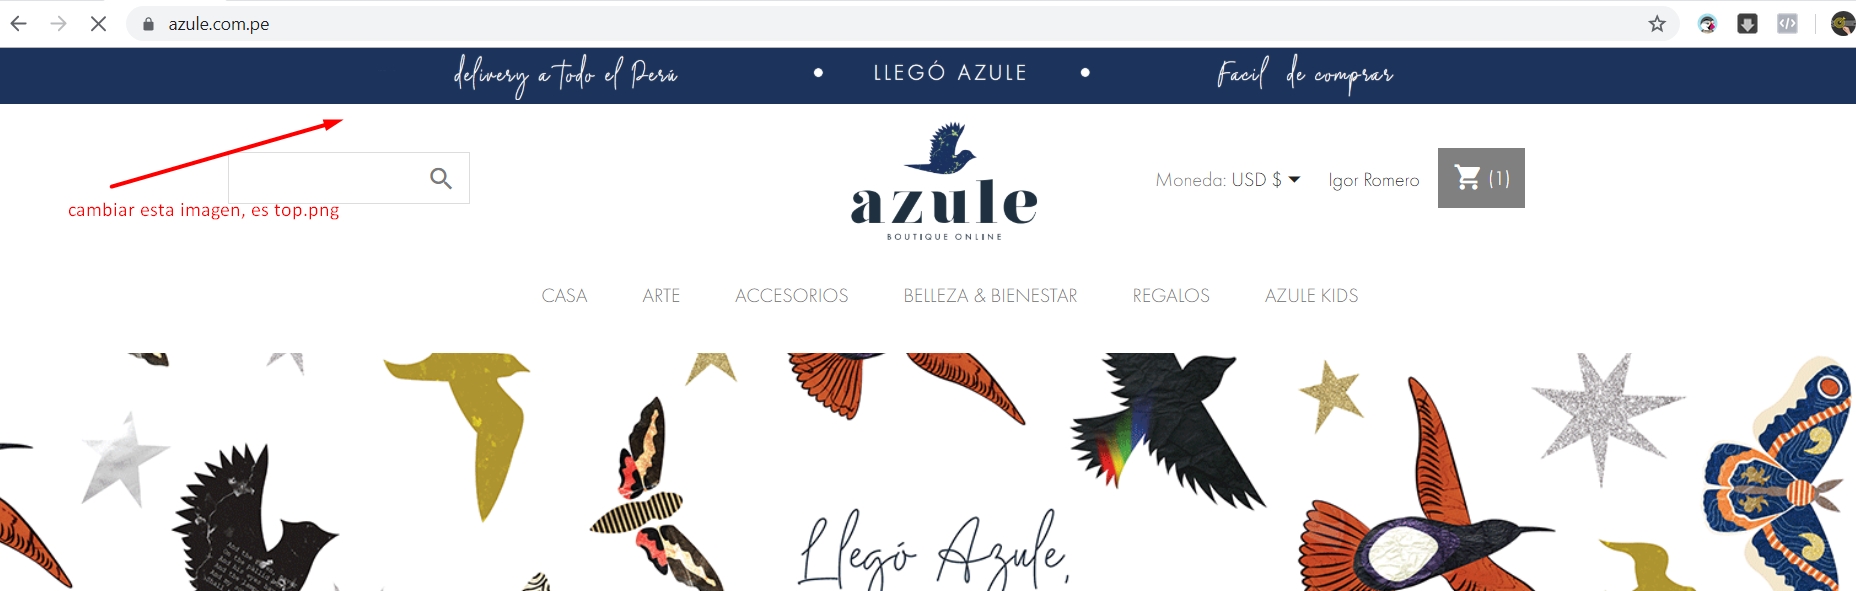 azule.com.pe
delivery a todo el Perú • LLEGÓ AZULE • Facil de comprar
cambiar esta imagen, es top.png
azule
BOUTIQUE ONLINE
Moneda: USD $ Igor Romero (1)
CASA ARTE ACCESORIOS BELLEZA & BIENESTAR REGALOS AZULE KIDS
Llegó Azule,